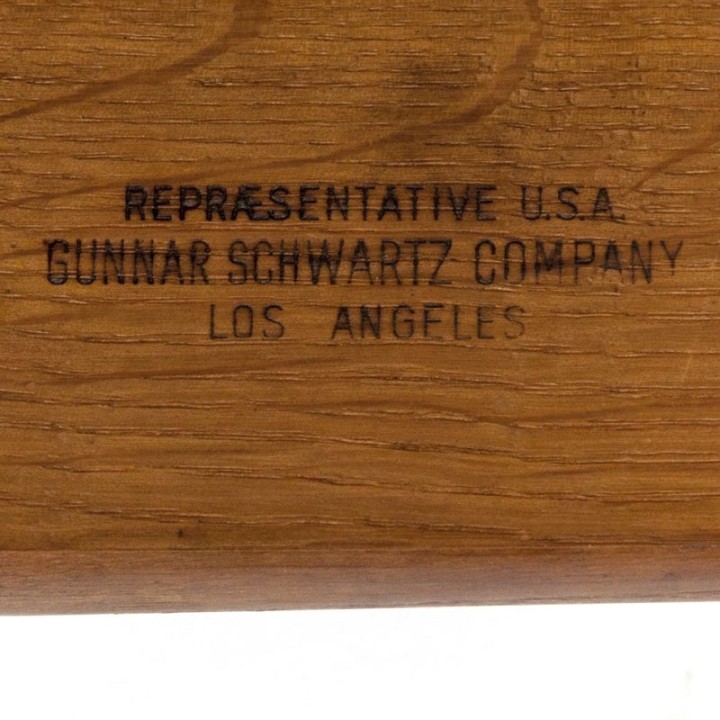 REPRÆSENTATIVE U.S.A.
GUNNAR SCHWARTZ COMPANY
LOS ANGELES